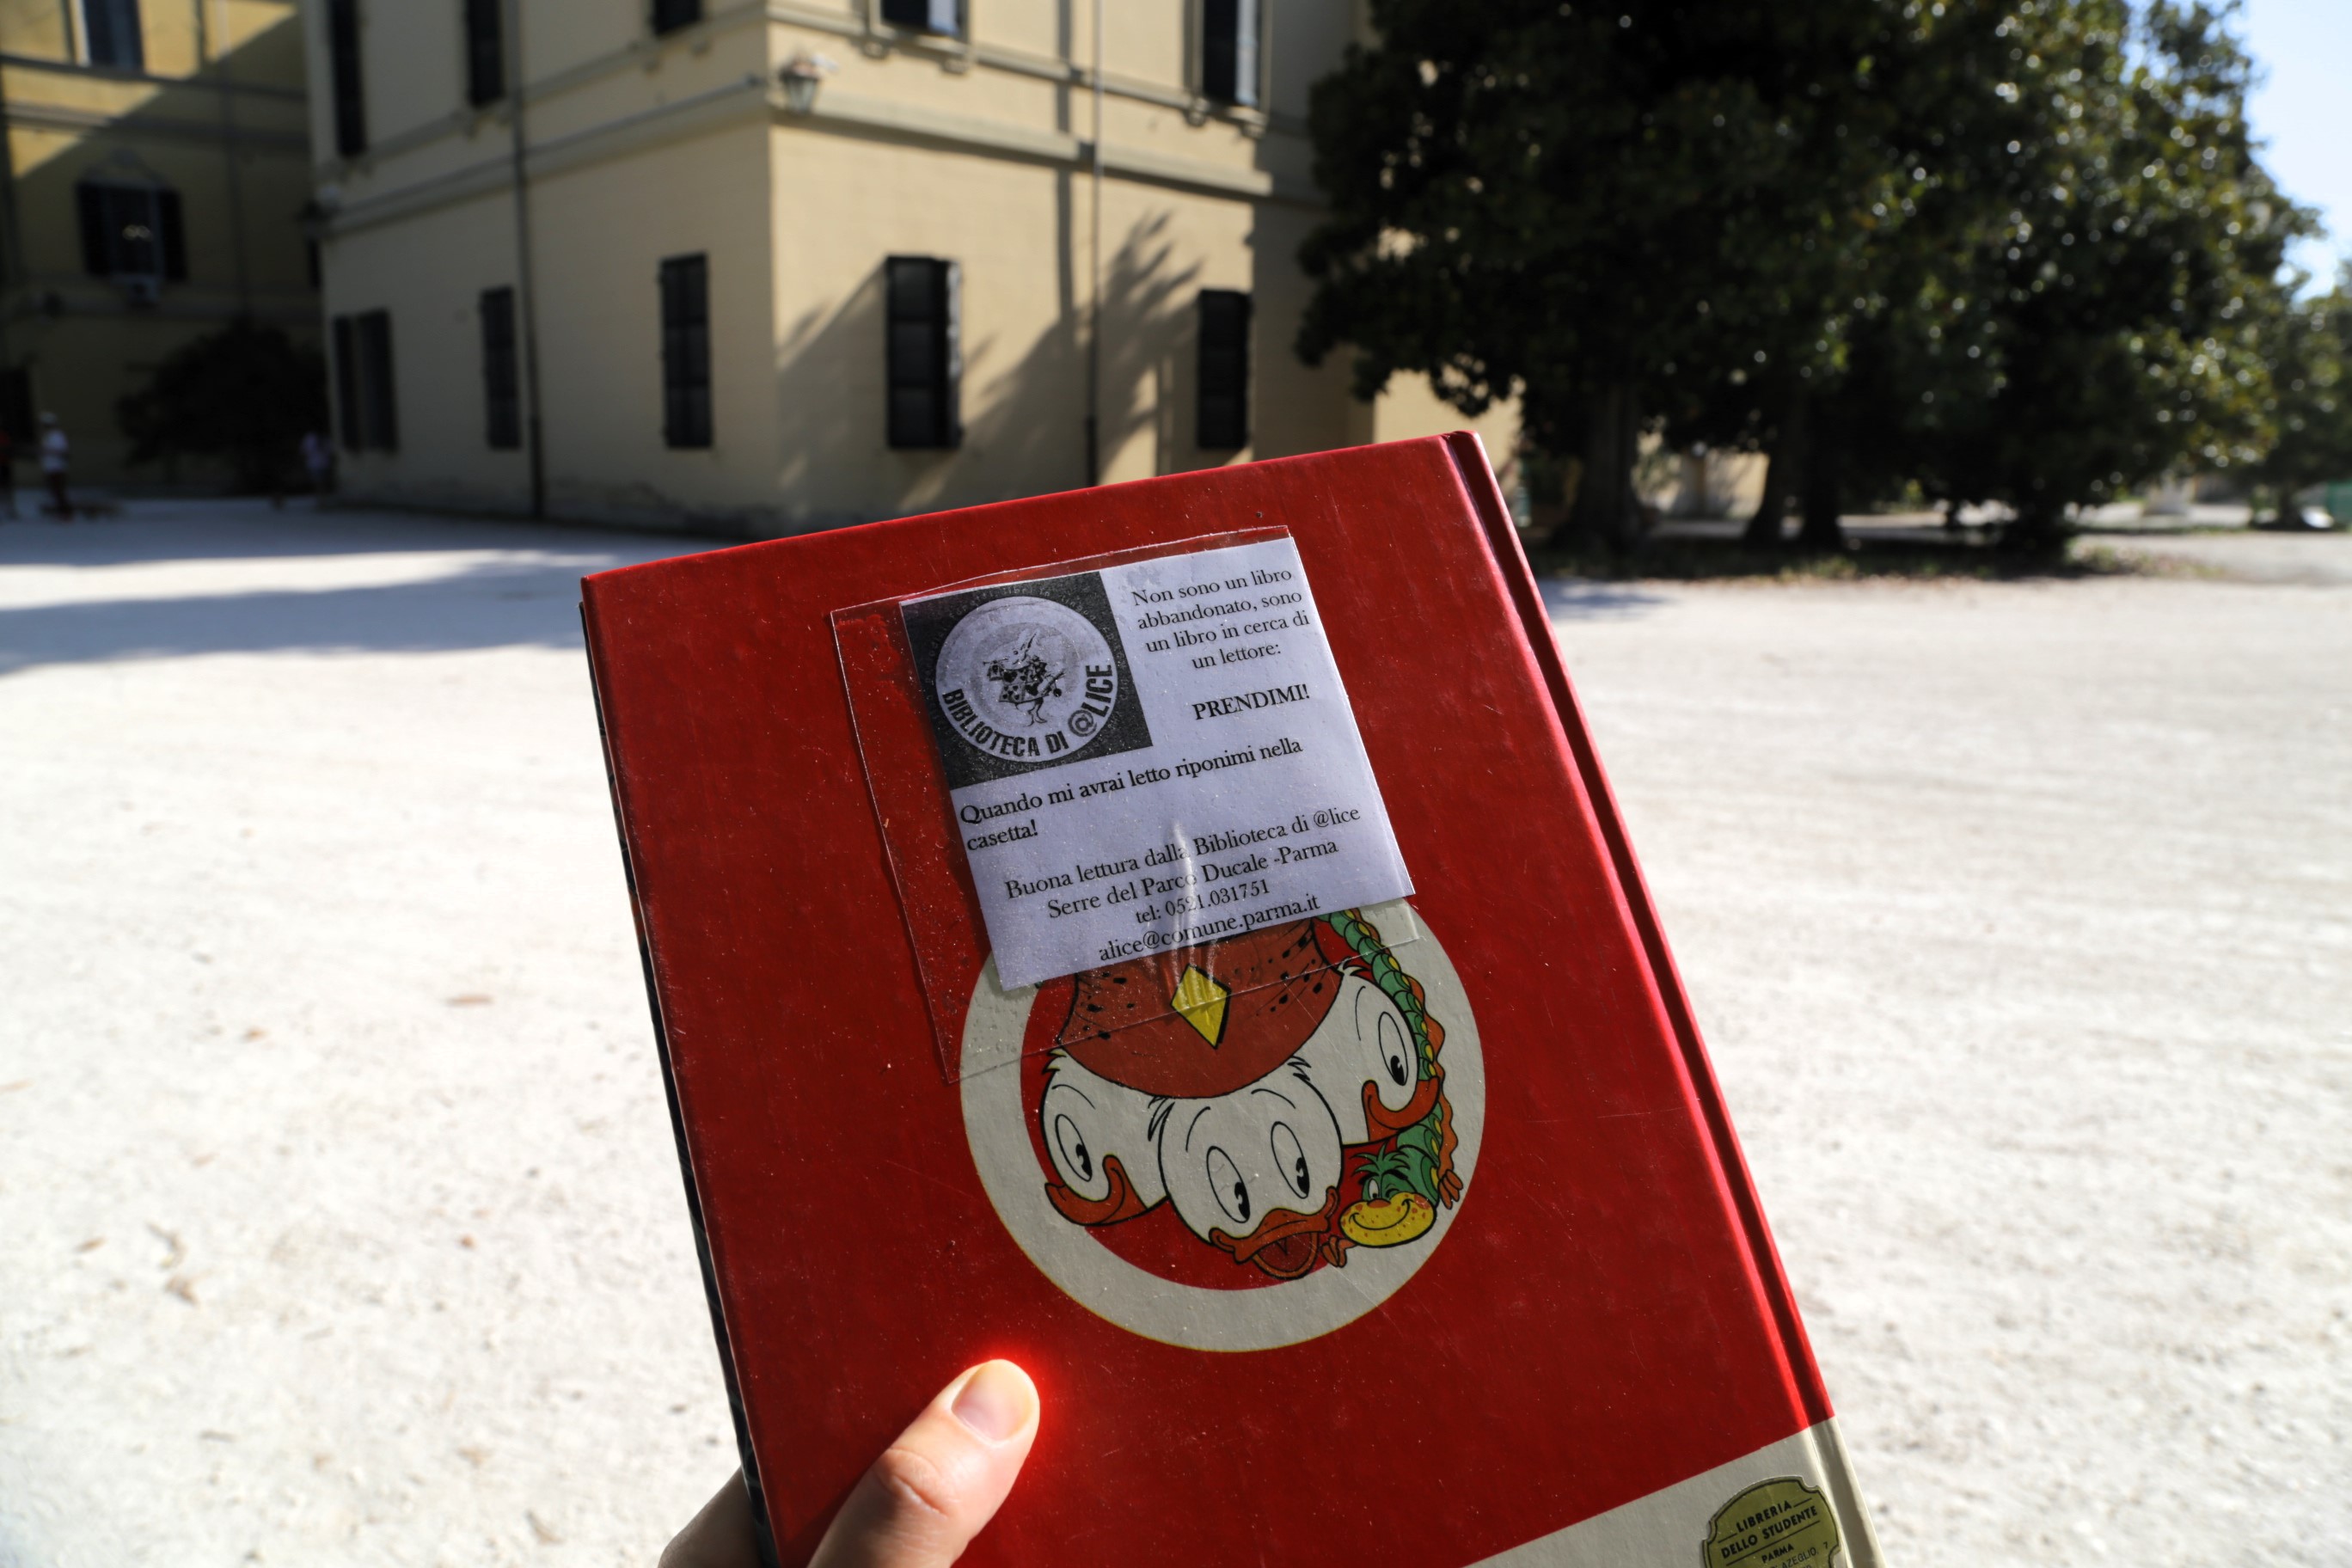 BIBLIOTECA DI @LICE
Non sono un libro
abbandonato, sono
un libro in cerca di
un lettore:
PRENDIMI!
Quando mi avrai letto riponimi nella
casetta!
Buona lettura dalla Biblioteca di @lice
Serre del Parco Ducale -Parma
tel: 0521.031751
alice@comune.parma.it
LIBRERIA
DELLO STUDENTE
PARMA
AZEGLIO, 7